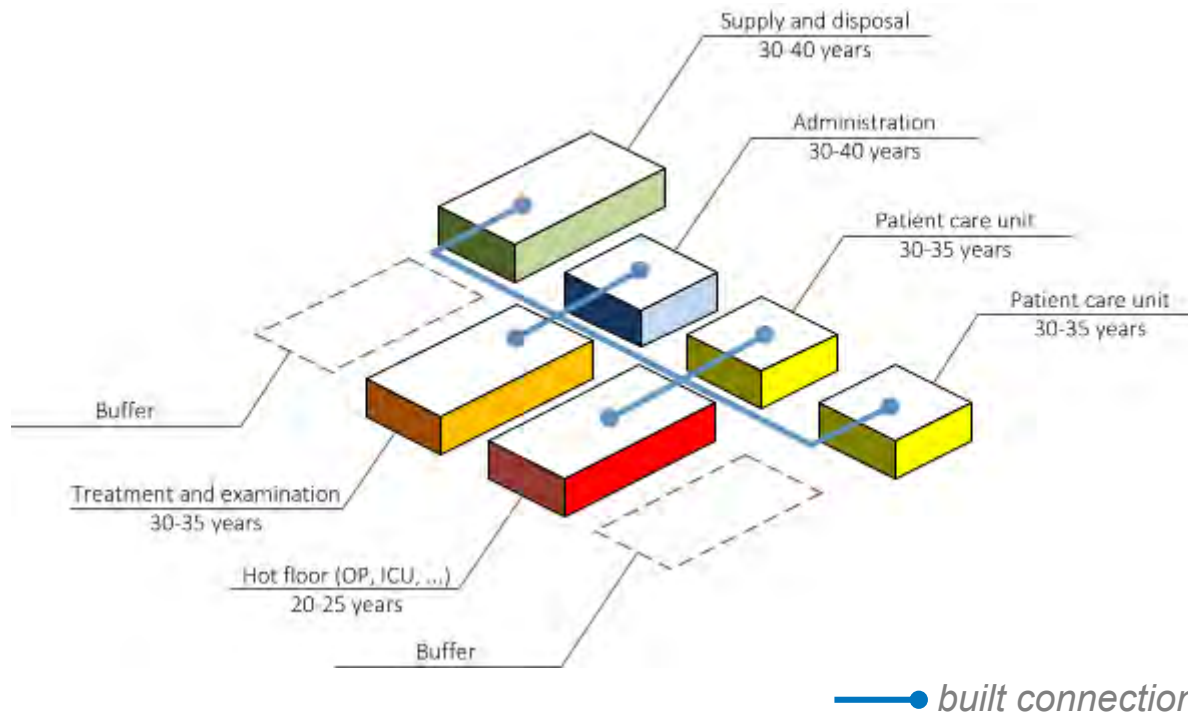 Supply and disposal
30-40 years
Administration
30-40 years
Patient care unit
30-35 years
Patient care unit
30-35 years
Buffer
Treatment and examination
30-35 years
Hot floor (OP, ICU, ...)
20-25 years
Buffer
built connection